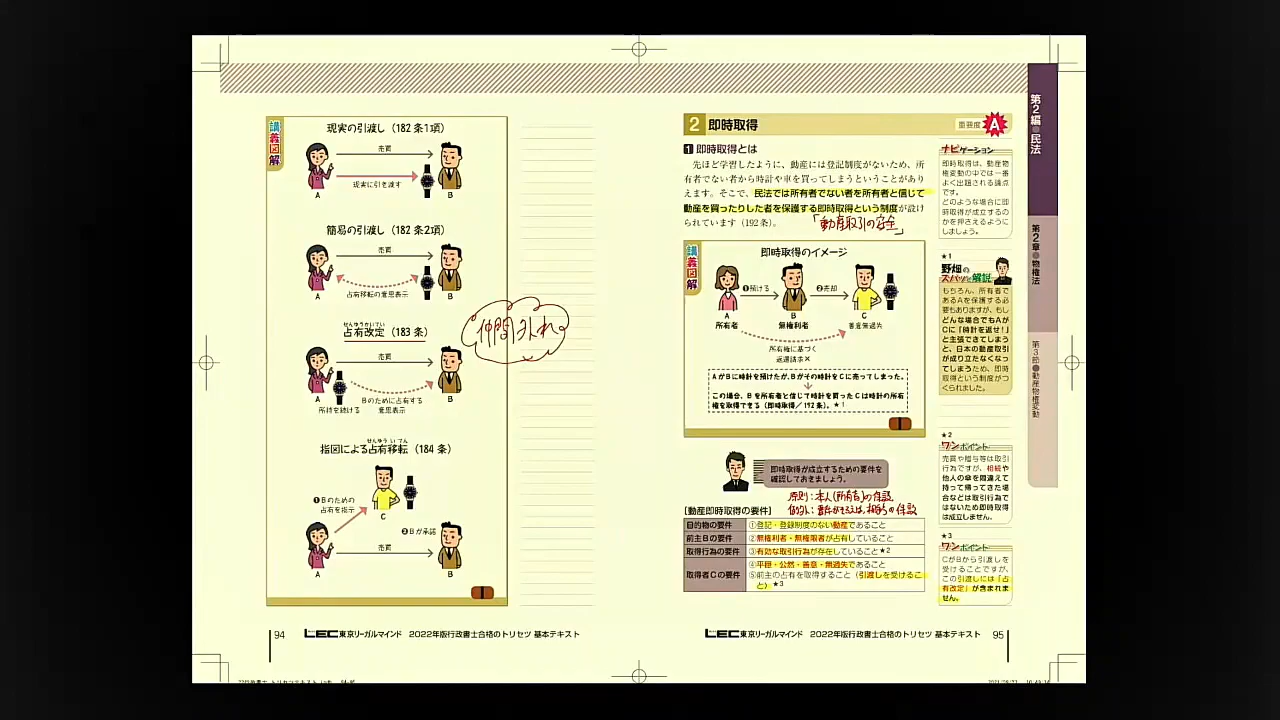 講義図解
現実の引渡し（182条1項）
売買
現実に引き渡す
A
B
簡易の引渡し（182条2項）
売買
占有移転の意思表示
A
B
せんゆうかいてい
占有改定（183条）
仲間外れ
売買
Bのために占有する
意思表示
A
B
所持を続ける
せんゆういてん
指図による占有移転（184条）
❶Bのための
占有を指示
C
❷Bが承諾
売買
A
B
94
LEC東京リーガルマインド 2022年版行政書士合格のトリセツ 基本テキスト
2 即時取得
重要度 A
1 即時取得とは
先ほど学習したように、動産には登記制度がないため、所
有者でない者から時計や車を買ってしまうということがあり
えます。そこで、民法では所有者でない者を所有者と信じて
動産を買ったりした者を保護する即時取得という制度が設け
られています（192条）。
「動産取引の安全」
講義図解
即時取得のイメージ
❶預ける
❷売却
A
B
C
所有者
無権利者
善意無過失
所有権に基づく
返還請求×
AがBに時計を預けたが、Bがその時計をCに売ってしまった。
この場合、Bを所有者と信じて時計を買ったCは時計の所有
権を取得できる（即時取得/192条）。★1
即時取得が成立するための要件を
確認しておきましょう。
原則：本人（所有者）の保護
[動産即時取得の要件]
目的物の要件 ①登記・登録制度のない動産であること
前主Bの要件 ②無権利者・無権限者が占有していること
取得行為の要件 ③有効な取引行為が存在していること★2
取得者Cの要件 ④平穏・公然・善意・無過失であること
⑤前主の占有を取得すること（引渡しを受けるこ
と）★3
ナビゲーション
即時取得は、動産物
権変動の中では一番
よく出題される論点
です。
どのような場合に即
時取得が成立するの
かを押さえるように
しましょう。
★1
野畑の
ズバッと解説
もちろん、所有者で
あるAを保護する必
要もありますが、もし
どんな場合でもAが
Cに「時計を返せ！」
と主張できてしまう
と、日本の動産取引
が成り立たなくなっ
てしまうため、即時
取得という制度がつ
くられました。
★2
ワンポイント
売買や贈与等は取引
行為ですが、相続や
他人の傘を間違えて
持って帰ってきた場
合などは取引行為で
はないため即時取得
は成立しません。
★3
ワンポイント
CがBから引渡しを
受けることですが、
この引渡しには「占
有改定」が含まれま
せん。
第2編●民法
第2章●物権法
第3節●動産物権変動
LEC東京リーガルマインド 2022年版行政書士合格のトリセツ 基本テキスト
95